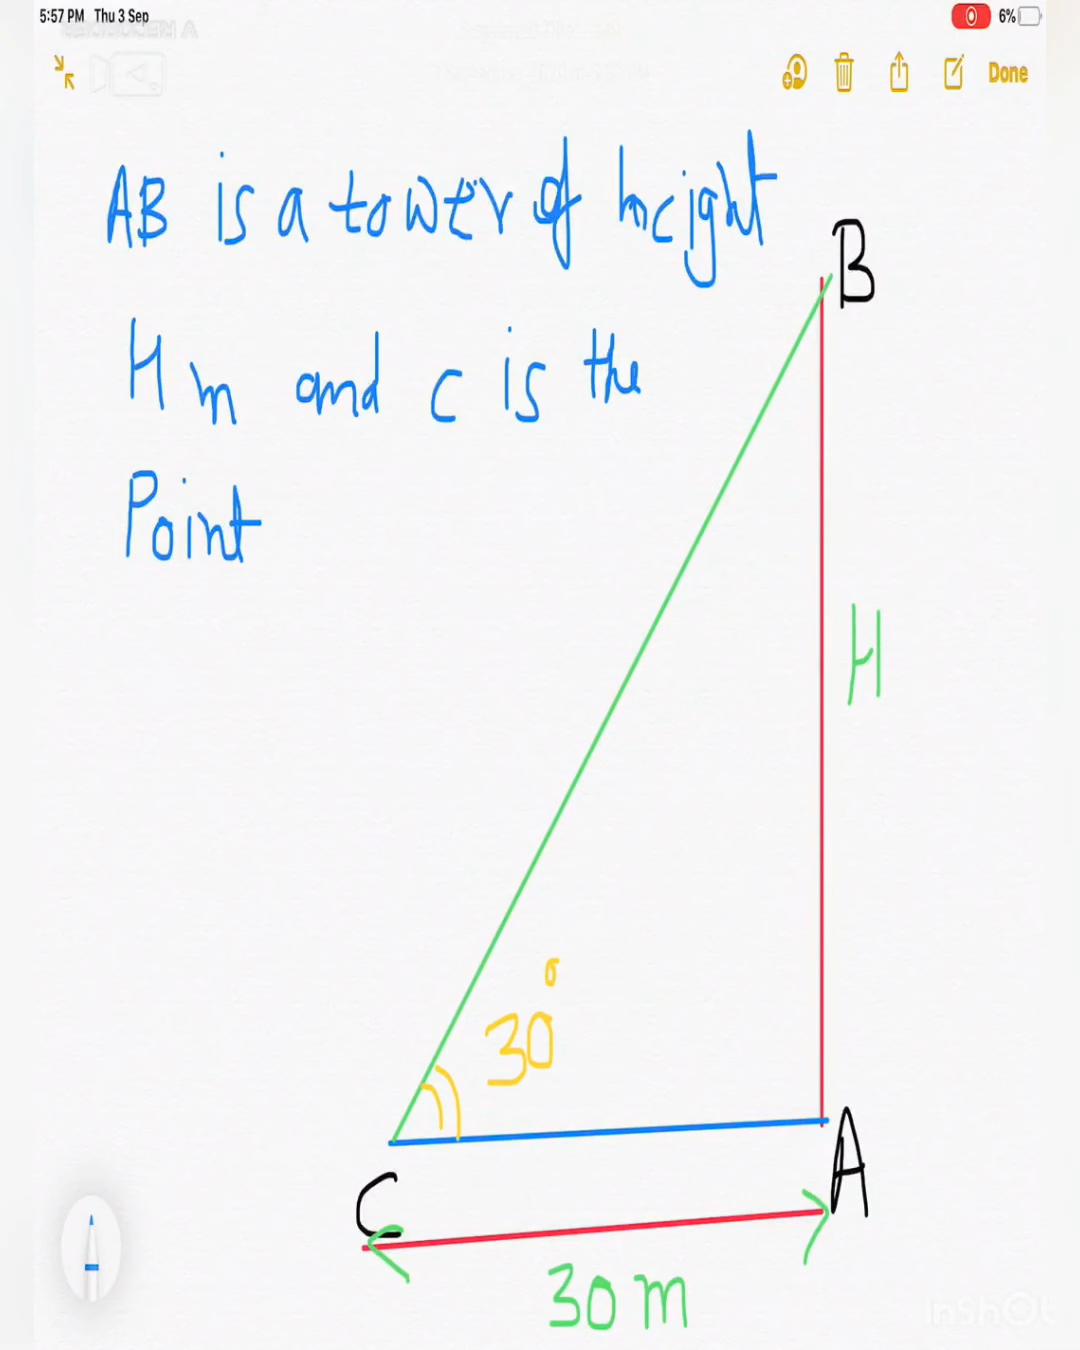 5:57 PM Thu 3 Sep
6%
Done
AB is a tower of height
H m and c is the
Point
B
H
30°
A
C
30 m
InShOt